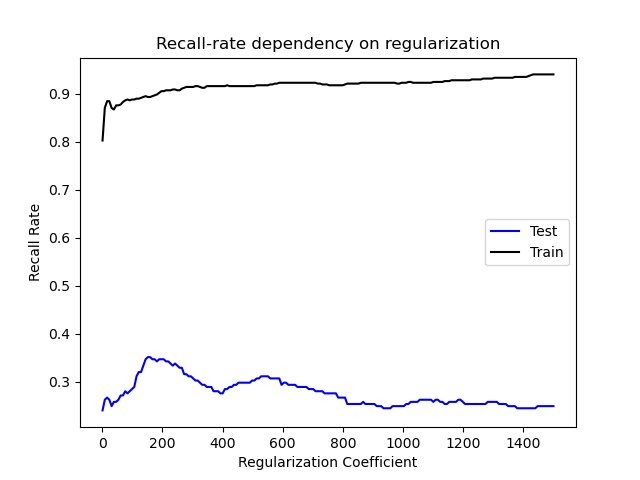 Recall-rate dependency on regularization
Recall Rate
0.9
0.8
0.7
0.6
0.5
0.4
0.3
Test
Train
0 200 400 600 800 1000 1200 1400
Regularization Coefficient